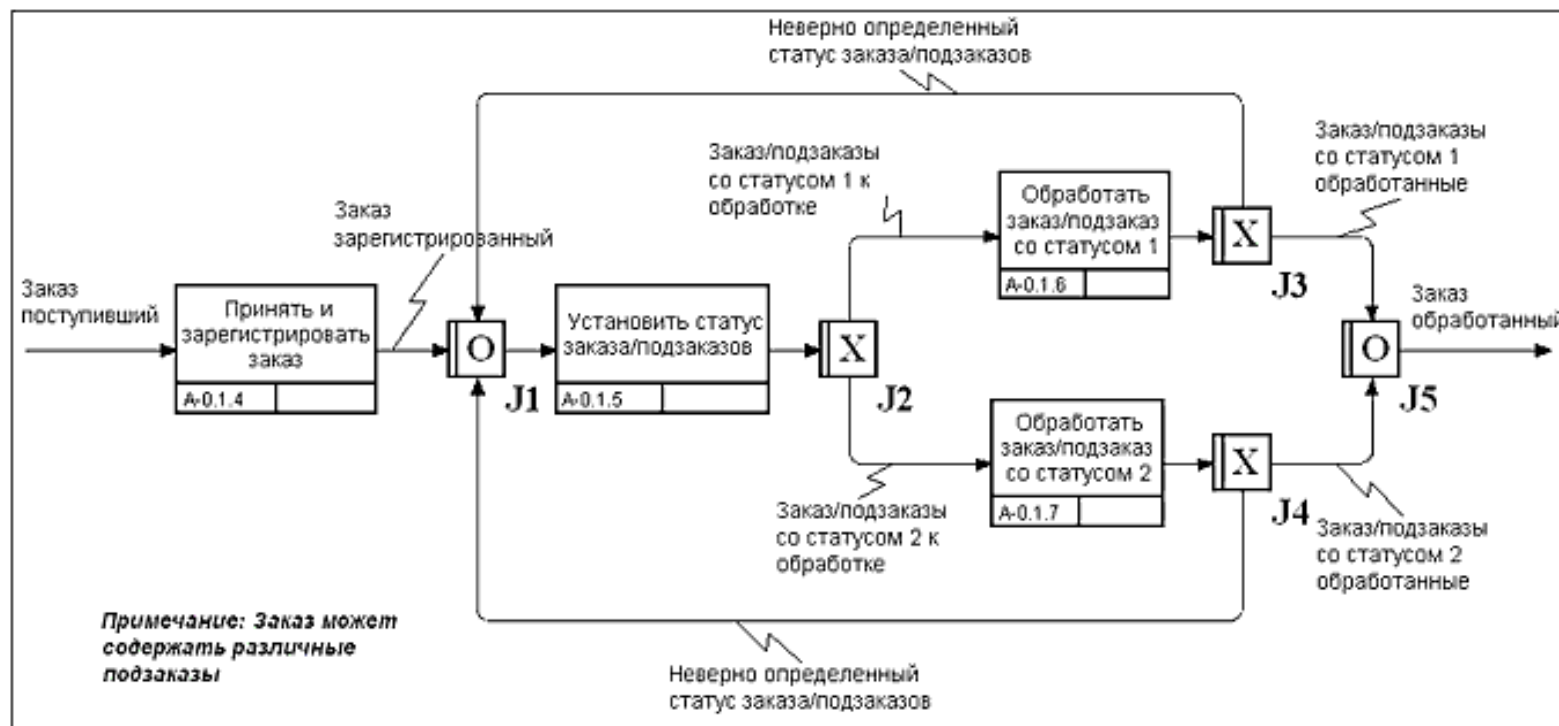 Неверно определенный
статус заказа/подзаказов
Заказ/подзаказы
со статусом 1 к
обработке
Заказ/подзаказы
со статусом 1
обработанные
Обработать
заказ/подзаказ
со статусом 1
A-0.1.6
X
J3
Заказ
зарегистрированный
Заказ
поступивший
Принять и
зарегистрировать
заказ
A-0.1.4
O
J1
Установить статус
заказа/подзаказов
A-0.1.5
X
J2
Заказ
обработанный
O
J5
Обработать
заказ/подзаказ
со статусом 2
A-0.1.7
X
J4
Заказ/подзаказы
со статусом 2 к
обработке
Заказ/подзаказы
со статусом 2
обработанные
Примечание: Заказ может
содержать различные
подзаказы
Неверно определенный
статус заказа/подзаказов